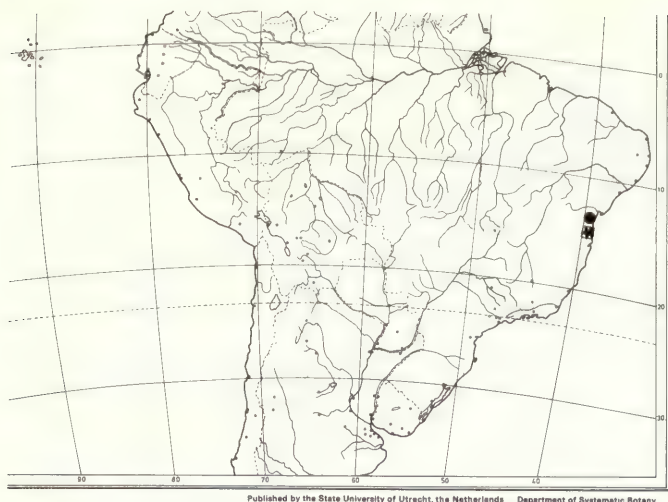 0
10
20
30
90 80 70 60 50 40
Published by the State University of Utrecht, the Netherlands Department of Systematic Botany